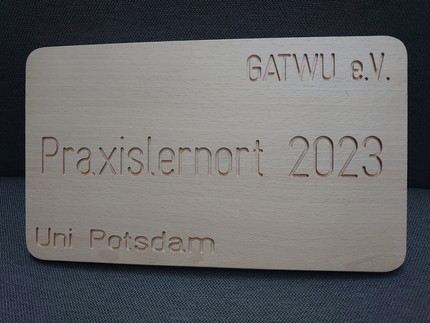 GATWU e.V.
Praxislernort 2023
Uni Potsdam